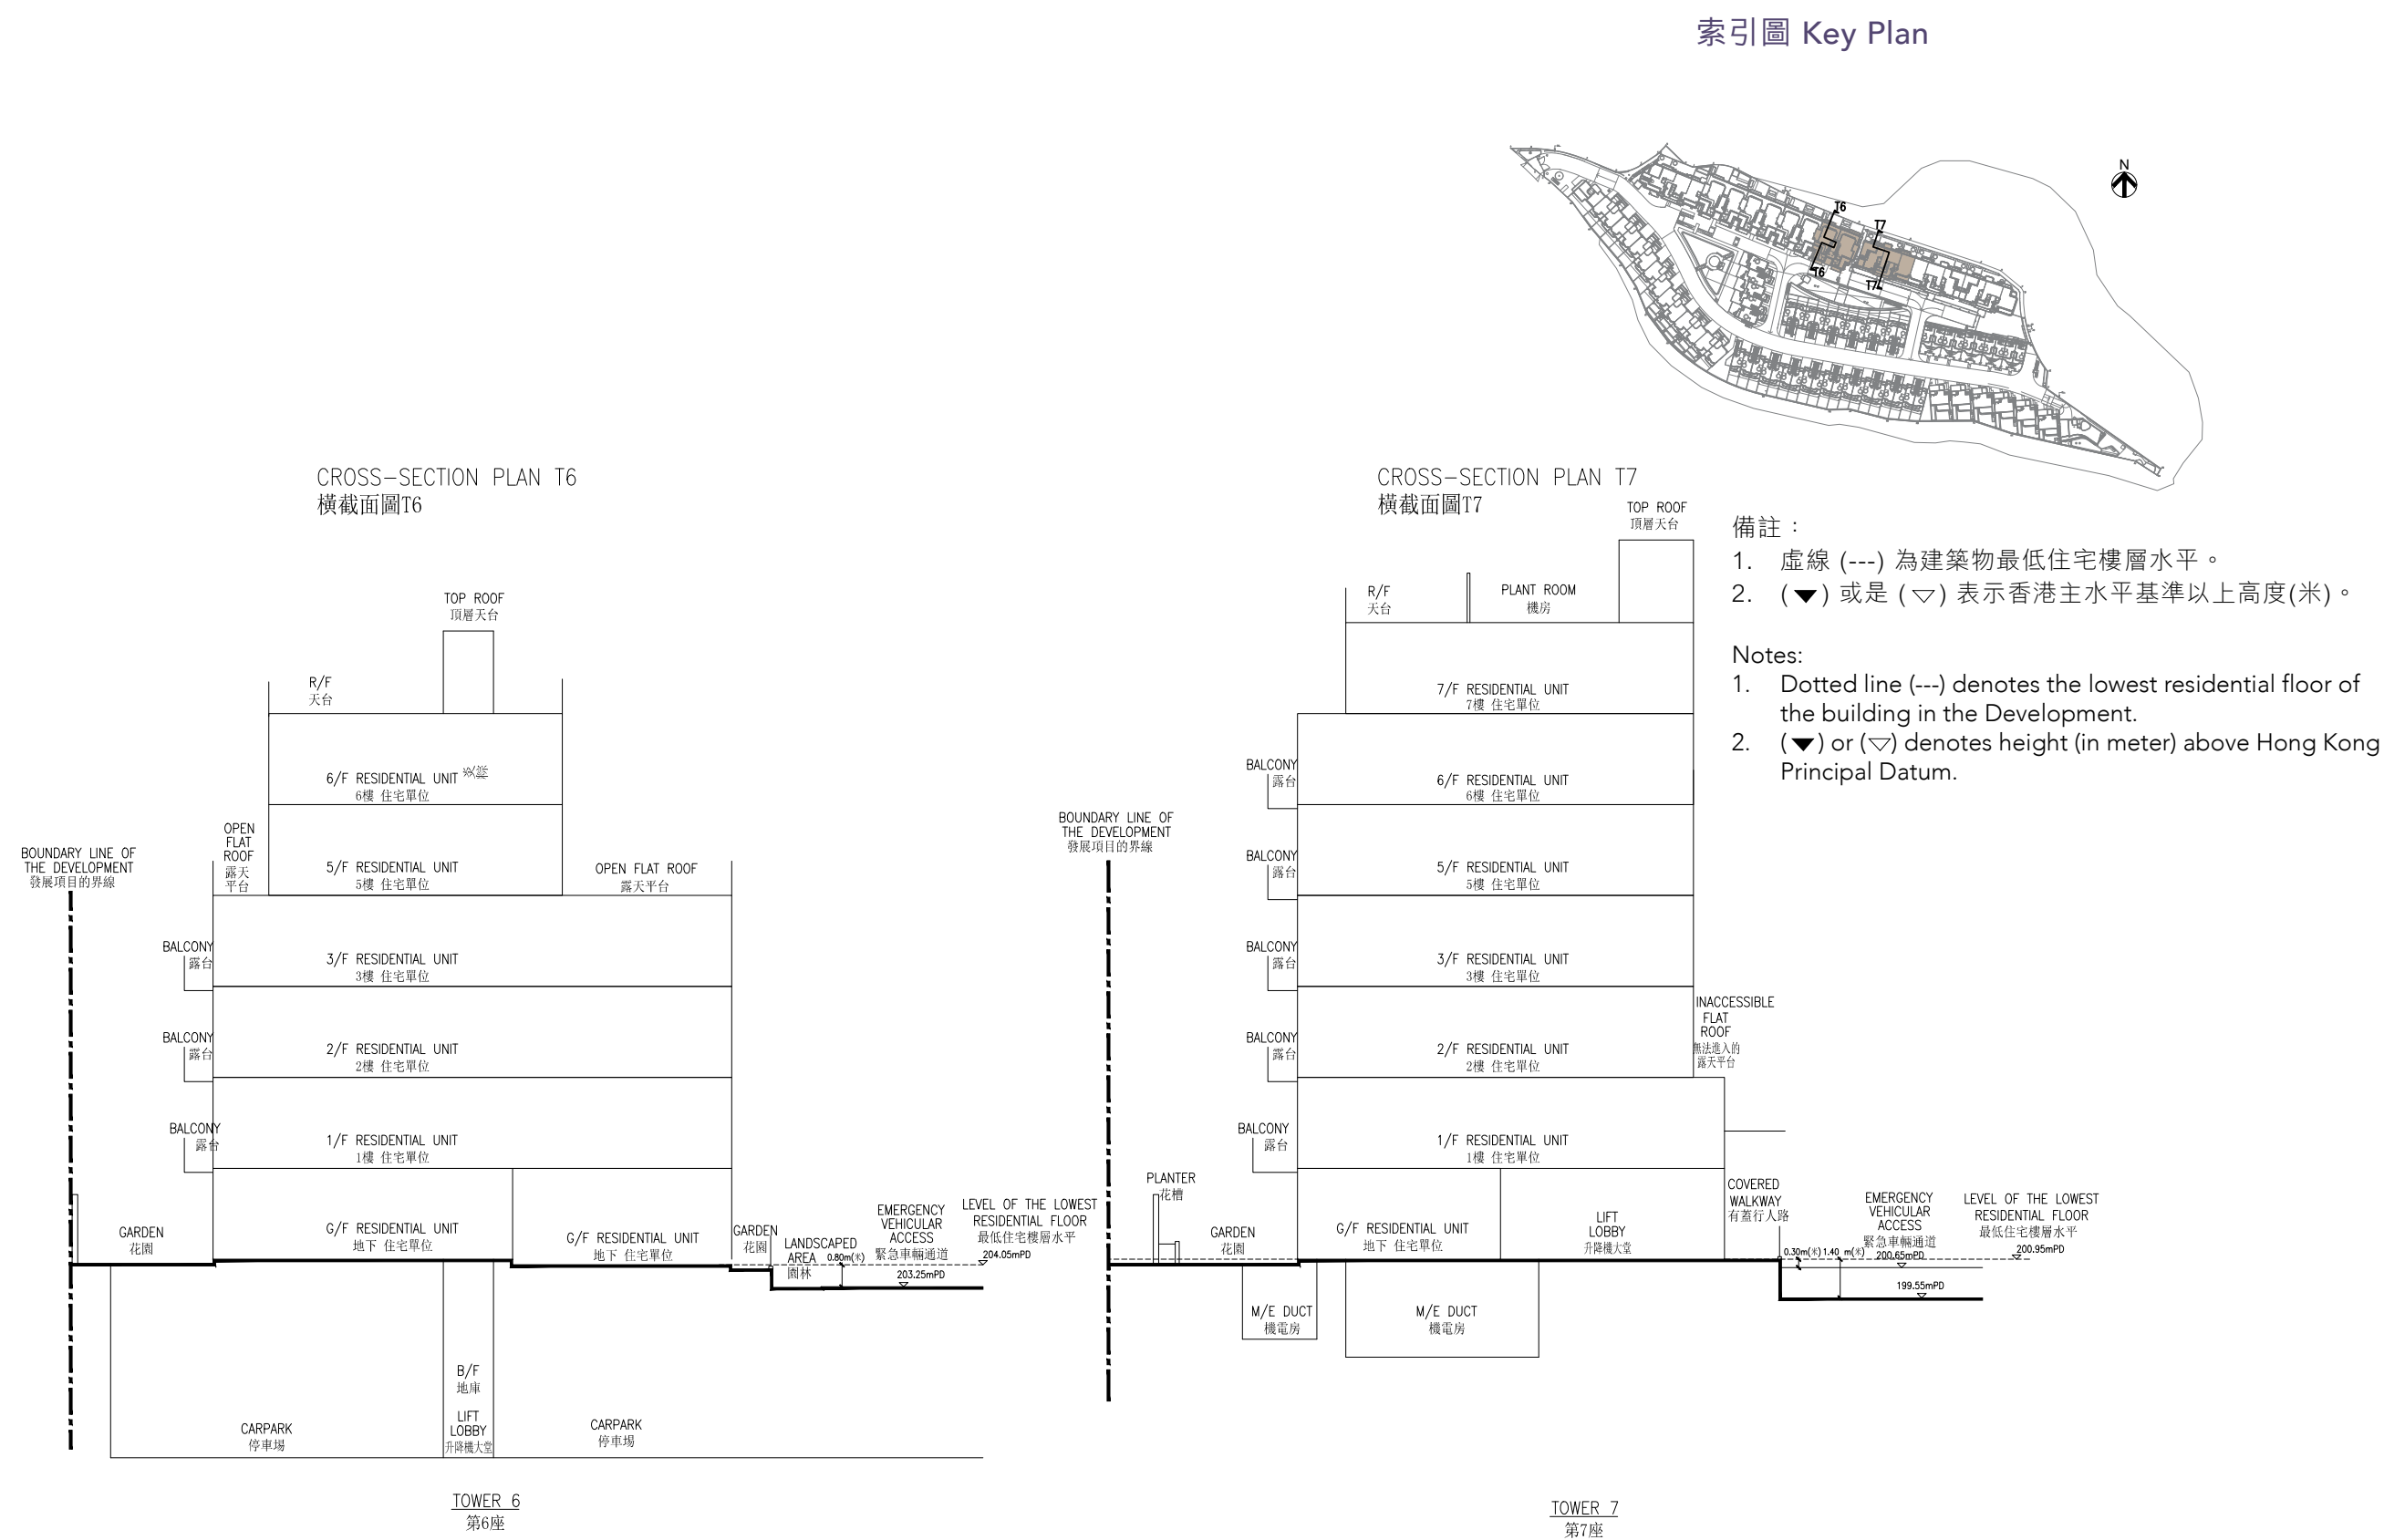 索引圖 Key Plan
N
T6
T7
T6
T7
CROSS-SECTION PLAN T6
橫截面圖T6
TOP ROOF
頂層天台
R/F
天台
6/F RESIDENTIAL UNIT
6樓 住宅單位
OPEN
FLAT
ROOF
露天
平台
5/F RESIDENTIAL UNIT
5樓 住宅單位
OPEN FLAT ROOF
露天平台
BOUNDARY LINE OF
THE DEVELOPMENT
發展項目的界線
BALCONY
露台
3/F RESIDENTIAL UNIT
3樓 住宅單位
BALCONY
露台
2/F RESIDENTIAL UNIT
2樓 住宅單位
BALCONY
露台
1/F RESIDENTIAL UNIT
1樓 住宅單位
GARDEN
花園
G/F RESIDENTIAL UNIT
地下 住宅單位
G/F RESIDENTIAL UNIT
地下 住宅單位
GARDEN
花園
LANDSCAPED
AREA
園林
0.80m(米)
EMERGENCY
VEHICULAR
ACCESS
緊急車輛通道
203.25mPD
LEVEL OF THE LOWEST
RESIDENTIAL FLOOR
最低住宅樓層水平
204.05mPD
B/F
地庫
LIFT
LOBBY
升降機大堂
CARPARK
停車場
CARPARK
停車場
TOWER 6
第6座
CROSS-SECTION PLAN T7
橫截面圖T7
TOP ROOF
頂層天台
R/F
天台
PLANT ROOM
機房
7/F RESIDENTIAL UNIT
7樓 住宅單位
BALCONY
露台
6/F RESIDENTIAL UNIT
6樓 住宅單位
BOUNDARY LINE OF
THE DEVELOPMENT
發展項目的界線
BALCONY
露台
5/F RESIDENTIAL UNIT
5樓 住宅單位
BALCONY
露台
3/F RESIDENTIAL UNIT
3樓 住宅單位
BALCONY
露台
2/F RESIDENTIAL UNIT
2樓 住宅單位
INACCESSIBLE
FLAT
ROOF
無法進入的
露天平台
BALCONY
露台
1/F RESIDENTIAL UNIT
1樓 住宅單位
PLANTER
花槽
GARDEN
花園
G/F RESIDENTIAL UNIT
地下 住宅單位
LIFT
LOBBY
升降機大堂
COVERED
WALKWAY
有蓋行人路
0.30m(米) 1.40 m(米)
EMERGENCY
VEHICULAR
ACCESS
緊急車輛通道
200.65mPD
199.55mPD
LEVEL OF THE LOWEST
RESIDENTIAL FLOOR
最低住宅樓層水平
200.95mPD
M/E DUCT
機電房
M/E DUCT
機電房
TOWER 7
第7座
備註：
1. 虛線 (---) 為建築物最低住宅樓層水平。
2. (▼) 或是 (▽) 表示香港主水平基準以上高度(米)。
Notes:
1. Dotted line (---) denotes the lowest residential floor of
the building in the Development.
2. (▼) or (▽) denotes height (in meter) above Hong Kong
Principal Datum.